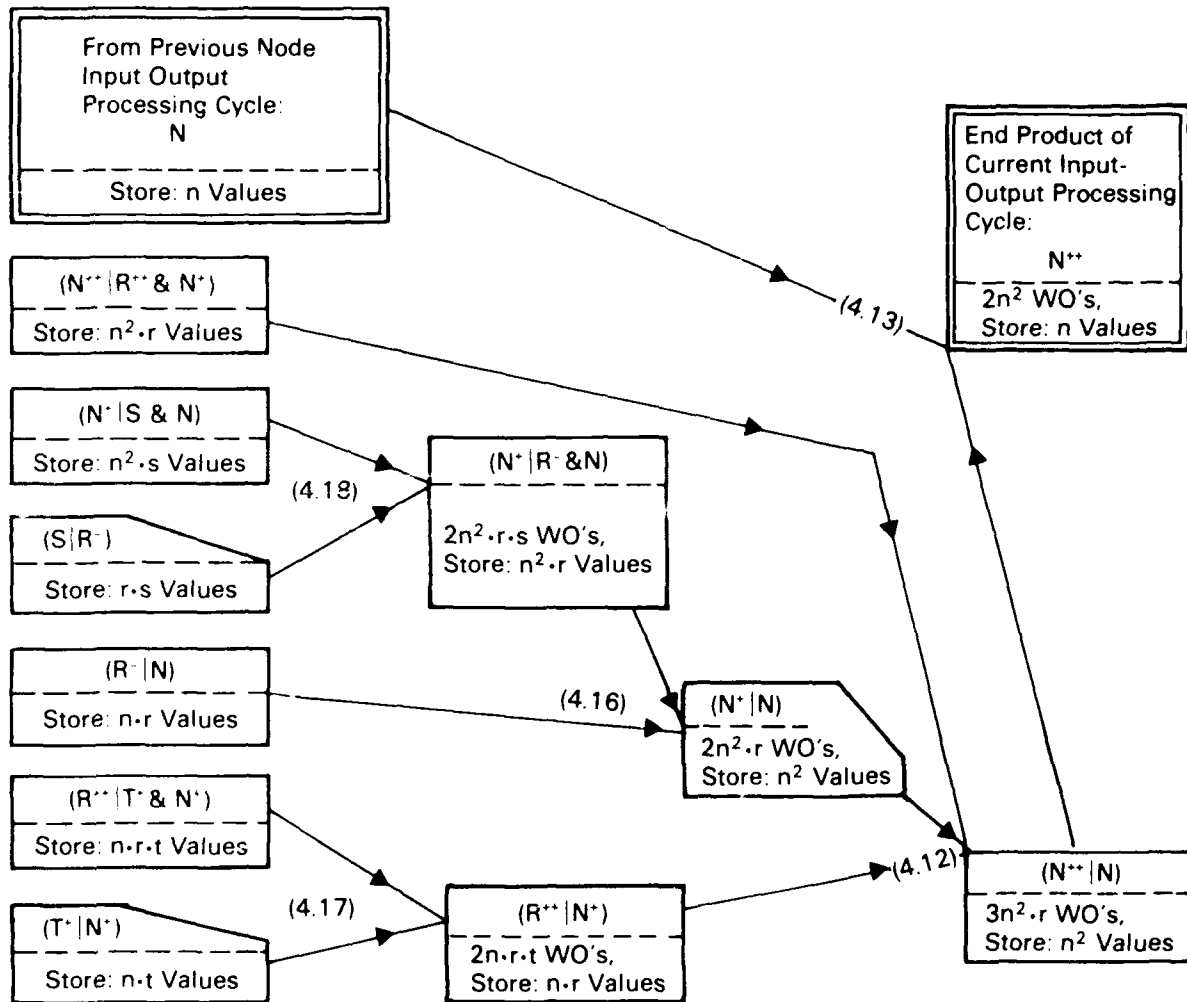 From Previous Node
Input Output
Processing Cycle:
N
Store: n Values
End Product of
Current Input-
Output Processing
Cycle:
N⁺⁺
2n² WO's,
Store: n Values
(4.13)
(N⁺⁺|R⁺⁺ & N⁺)
Store: n²·r Values
(N⁺|S & N)
Store: n²·s Values
(4.18)
(S|R⁻)
Store: r·s Values
(N⁺|R⁻ &N)
2n²·r·s WO's,
Store: n²·r Values
(R⁻|N)
Store: n·r Values
(4.16)
(N⁺|N)
2n²·r WO's,
Store: n² Values
(R⁺⁺|T⁺ & N⁺)
Store: n·r·t Values
(4.17)
(T⁺|N⁺)
Store: n·t Values
(R⁺⁺|N⁺)
2n·r·t WO's,
Store: n·r Values
(4.12)
(N⁺⁺|N)
3n²·r WO's,
Store: n² Values